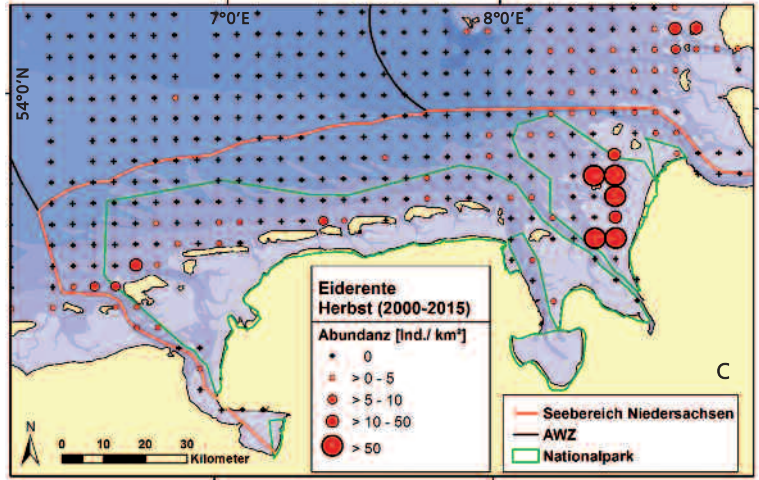 7°0'E
8°0'E
54°0'N
Eiderente
Herbst (2000-2015)
Abundanz [Ind./ km²]
0
> 0 - 5
> 5 - 10
> 10 - 50
> 50
C
N
0 5 10 20 30
Kilometer
Seebereich Niedersachsen
AWZ
Nationalpark